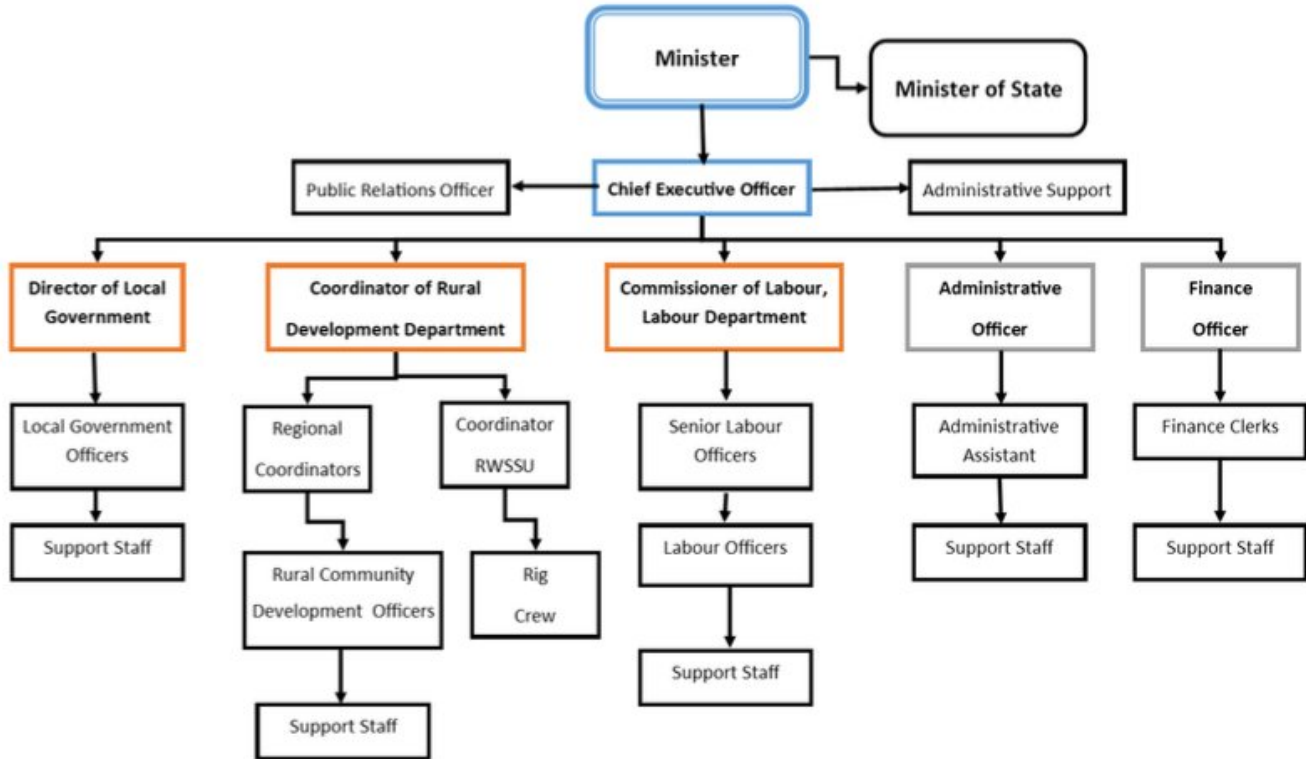 Minister
Minister of State
Public Relations Officer
Chief Executive Officer
Administrative Support
Director of Local
Government
Coordinator of Rural
Development Department
Commissioner of Labour,
Labour Department
Administrative
Officer
Finance
Officer
Local Government
Officers
Regional
Coordinators
Coordinator
RWSSU
Senior Labour
Officers
Administrative
Assistant
Finance Clerks
Support Staff
Rural Community
Development Officers
Rig
Crew
Labour Officers
Support Staff
Support Staff
Support Staff
Support Staff